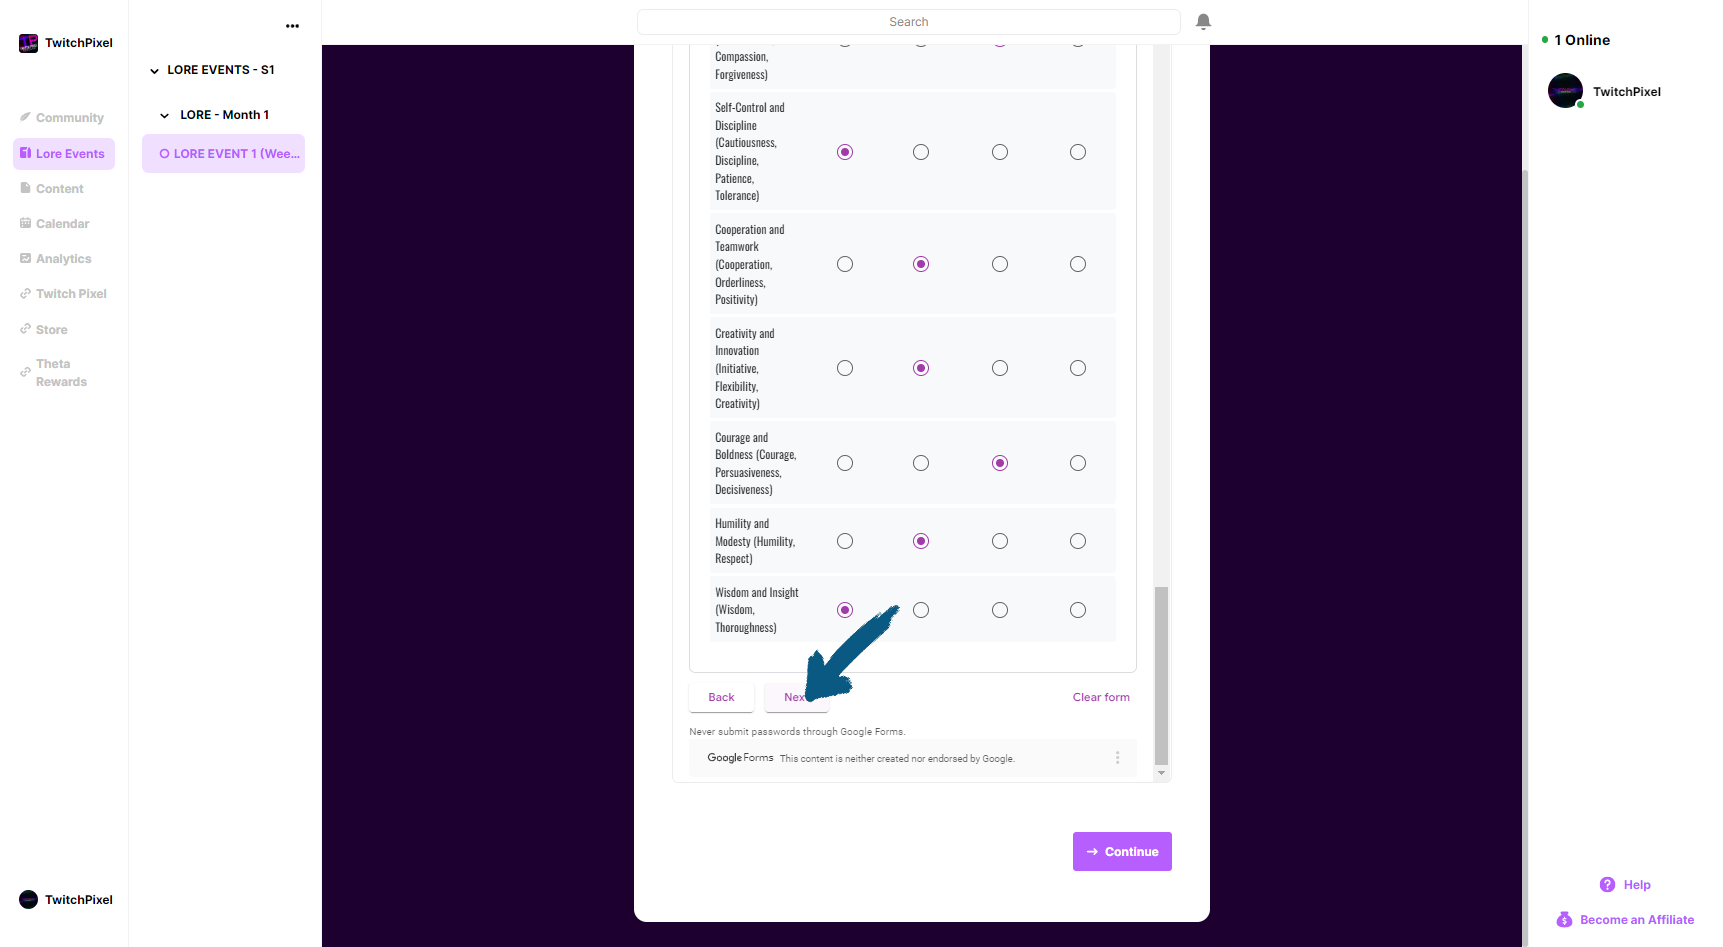 TwitchPixel
Community
Lore Events
Content
Calendar
Analytics
Twitch Pixel
Store
Theta
Rewards
TwitchPixel
•••
LORE EVENTS - S1
LORE - Month 1
LORE EVENT 1 (Wee...
Search
Compassion,
Forgiveness)
Self-Control and
Discipline
(Cautiousness,
Discipline,
Patience,
Tolerance)
Cooperation and
Teamwork
(Cooperation,
Orderliness,
Positivity)
Creativity and
Innovation
(Initiative,
Flexibility,
Creativity)
Courage and
Boldness (Courage,
Persuasiveness,
Decisiveness)
Humility and
Modesty (Humility,
Respect)
Wisdom and Insight
(Wisdom,
Thoroughness)
Back
Nex
Clear form
Never submit passwords through Google Forms.
Google Forms This content is neither created nor endorsed by Google.
→ Continue
1 Online
TwitchPixel
Help
Become an Affiliate